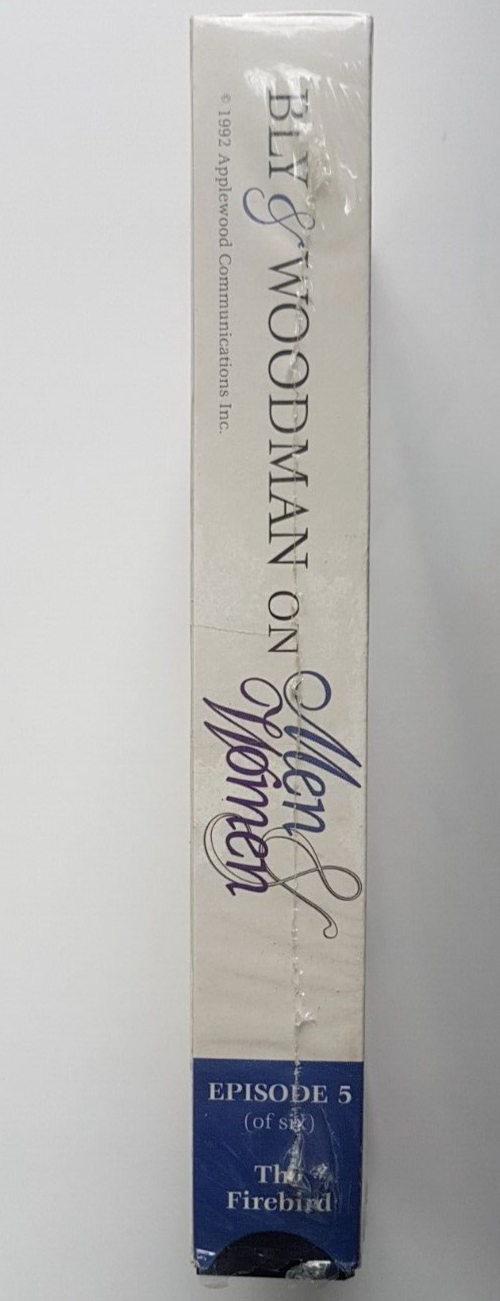 BLY & WOODMAN ON
Men &
Women
© 1992 Applewood Communications Inc.
EPISODE 5
(of six)
The
Firebird